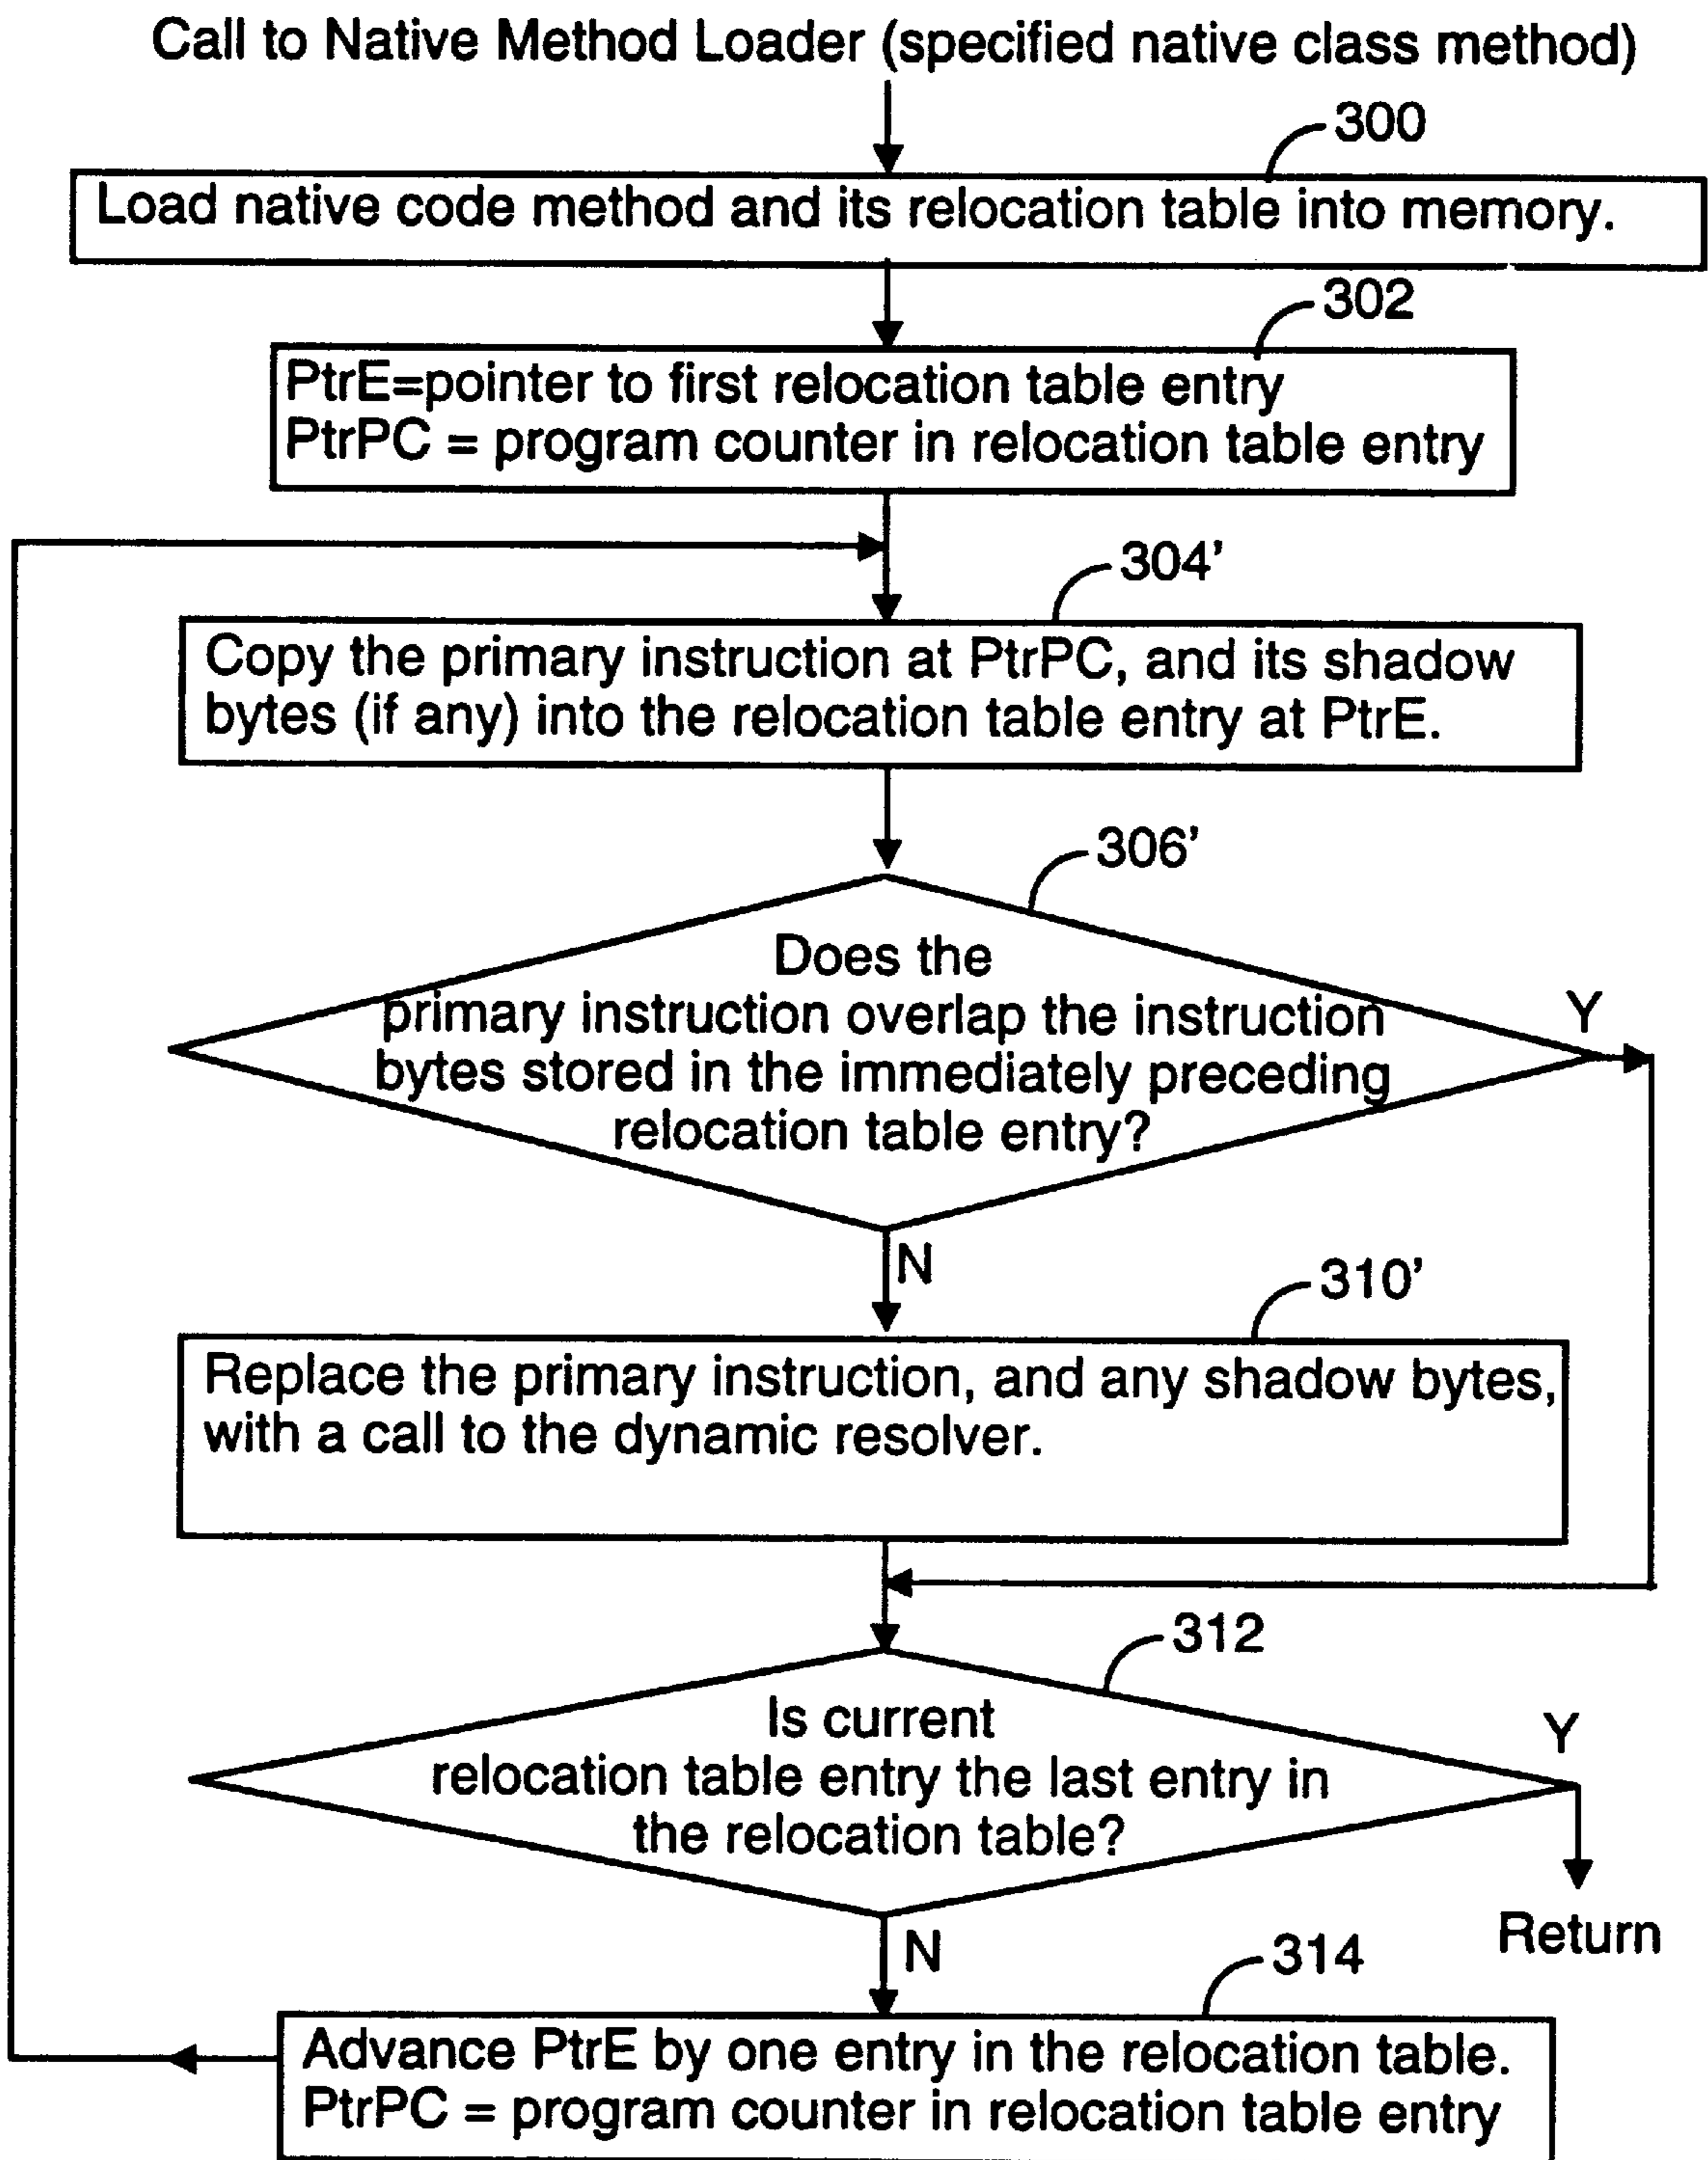 Call to Native Method Loader (specified native class method)
300
Load native code method and its relocation table into memory.
302
PtrE=pointer to first relocation table entry
PtrPC = program counter in relocation table entry
304'
Copy the primary instruction at PtrPC, and its shadow
bytes (if any) into the relocation table entry at PtrE.
306'
Does the
primary instruction overlap the instruction
bytes stored in the immediately preceding
relocation table entry?
Y
N
310'
Replace the primary instruction, and any shadow bytes,
with a call to the dynamic resolver.
312
Is current
relocation table entry the last entry in
the relocation table?
Y
Return
N
314
Advance PtrE by one entry in the relocation table.
PtrPC = program counter in relocation table entry